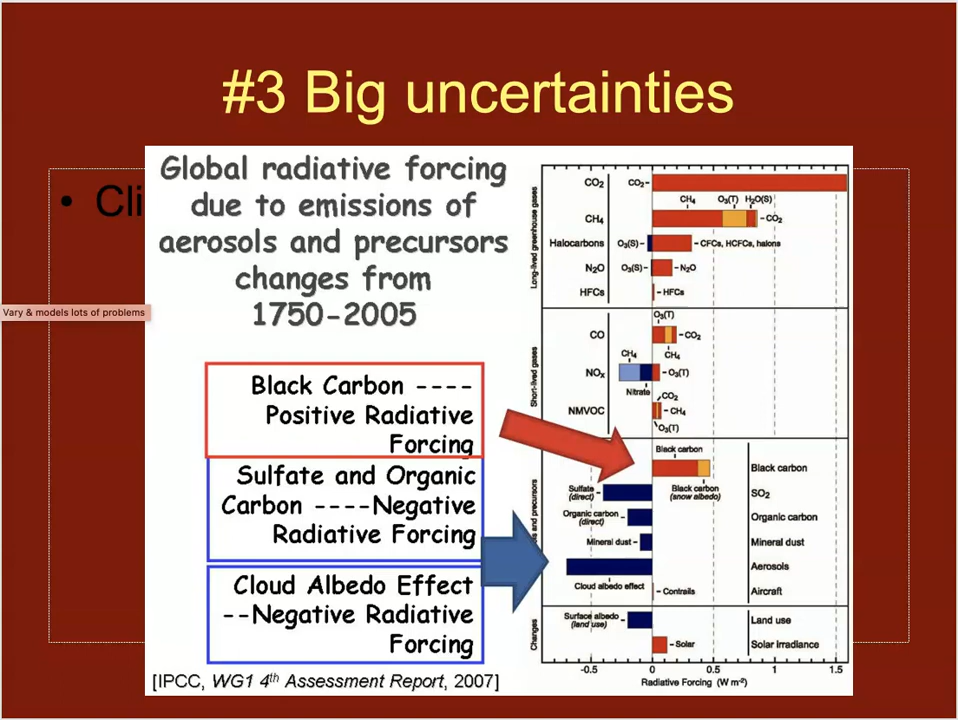 #3 Big uncertainties
• Cli
Vary & models lots of problems
Global radiative forcing
due to emissions of
aerosols and precursors
changes from
1750-2005
Black Carbon ----
Positive Radiative
Forcing
Sulfate and Organic
Carbon ----Negative
Radiative Forcing
Cloud Albedo Effect
--Negative Radiative
Forcing
[IPCC, WG1 4th Assessment Report, 2007]
Long-lived greenhouse gases
CO2
CO2
CH4
CH4 O3(T) H2O(S)
CO2
Halocarbons
O3(S)
CFCs, HCFCs, halons
N2O
O3(S)
N2O
HFCs
HFCs
Short-lived gases
CO
O3(T)
CO2
CH4
NOx
CH4
O3(T)
Nitrate
NMVOC
CO2
CH4
O3(T)
and precursors
Black carbon
Black carbon
(snow albedo)
Black carbon
Sulfate
(direct)
SO2
Organic carbon
(direct)
Organic carbon
Mineral dust
Mineral dust
Cloud albedo effect
Aerosols
Contrails
Aircraft
Changes
Surface albedo
(land use)
Land use
Solar
Solar irradiance
-0.5 0 0.5 1 1.5
Radiative Forcing (W m-2)